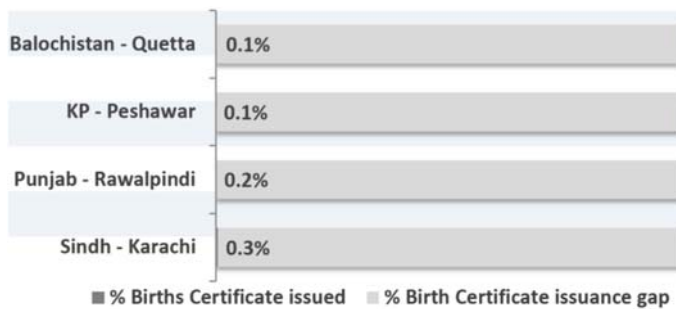 Balochistan - Quetta 0.1%
KP - Peshawar 0.1%
Punjab - Rawalpindi 0.2%
Sindh - Karachi 0.3%
% Births Certificate issued % Birth Certificate issuance gap